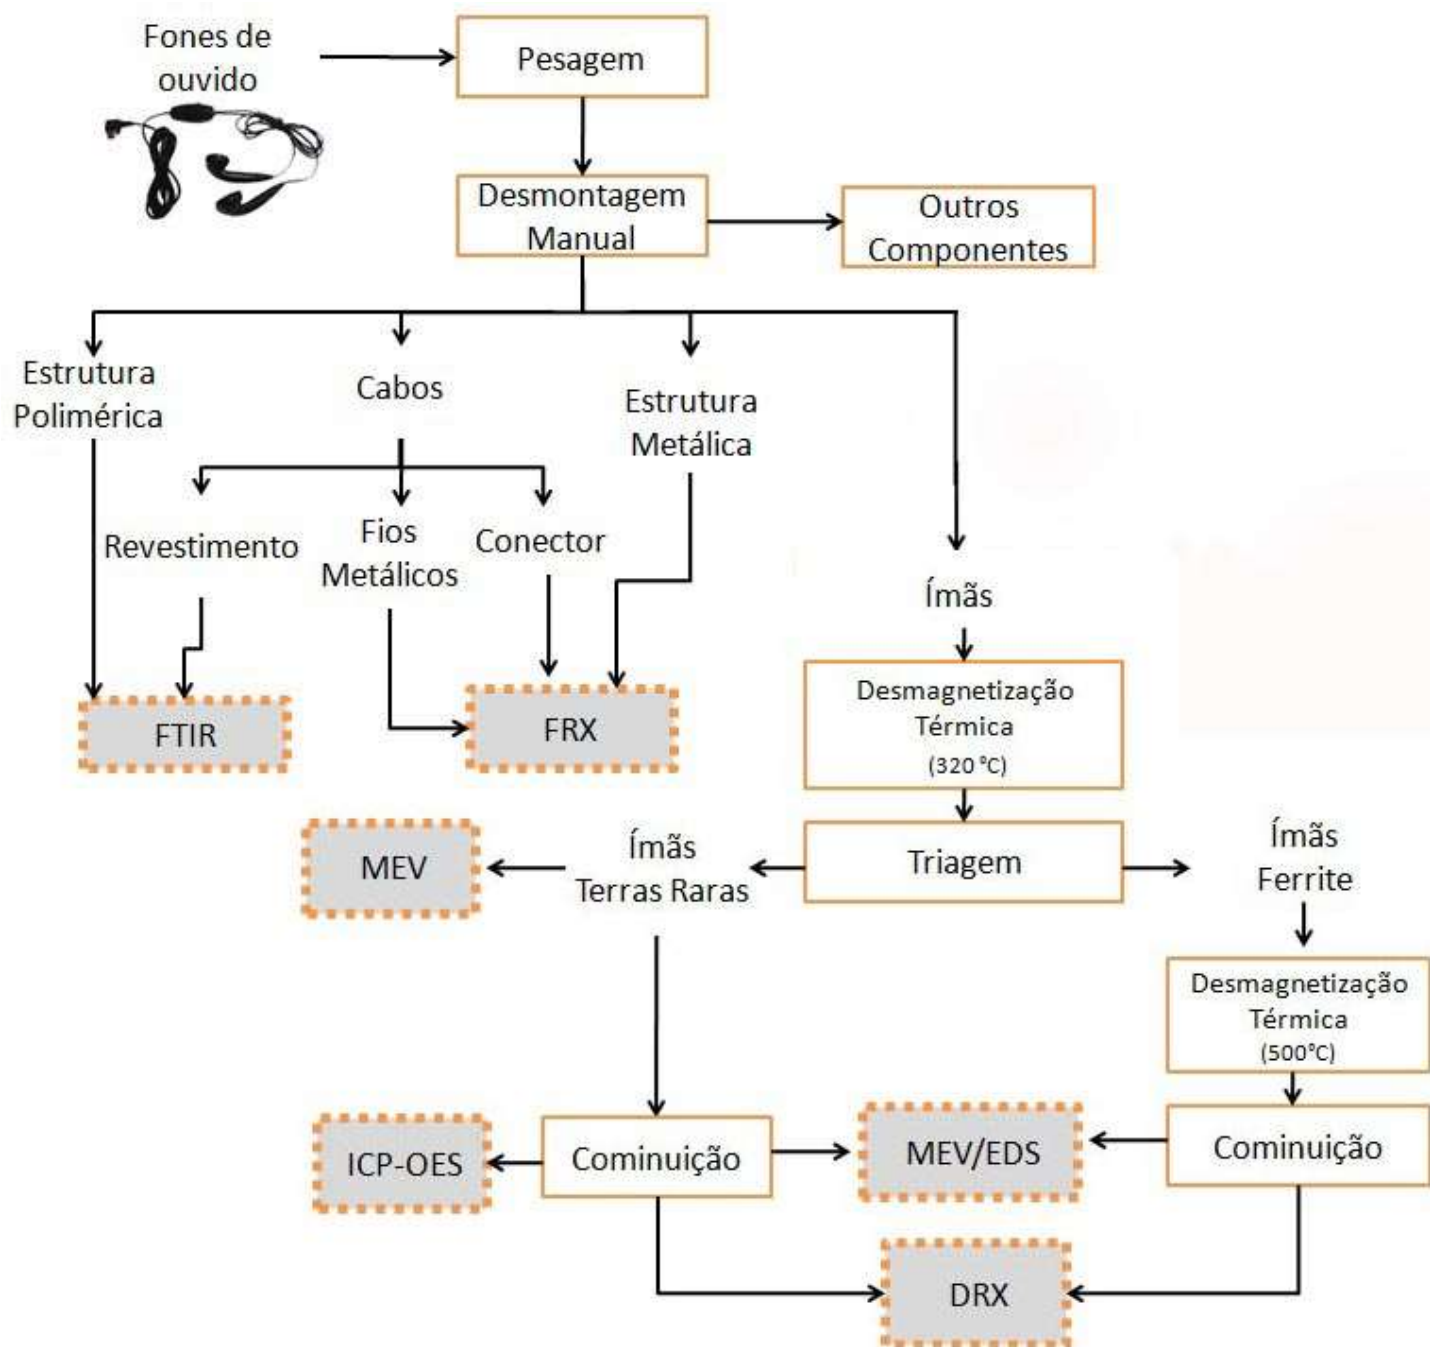 Fones de
ouvido
Pesagem
Desmontagem
Manual
Outros
Componentes
Estrutura
Polimérica
Cabos
Estrutura
Metálica
Revestimento
Fios
Metálicos
Conector
Ímãs
FTIR
FRX
Desmagnetização
Térmica
(320 °C)
MEV
Ímãs
Terras Raras
Triagem
Ímãs
Ferrite
Desmagnetização
Térmica
(500°C)
ICP-OES
Cominuição
MEV/EDS
Cominuição
DRX